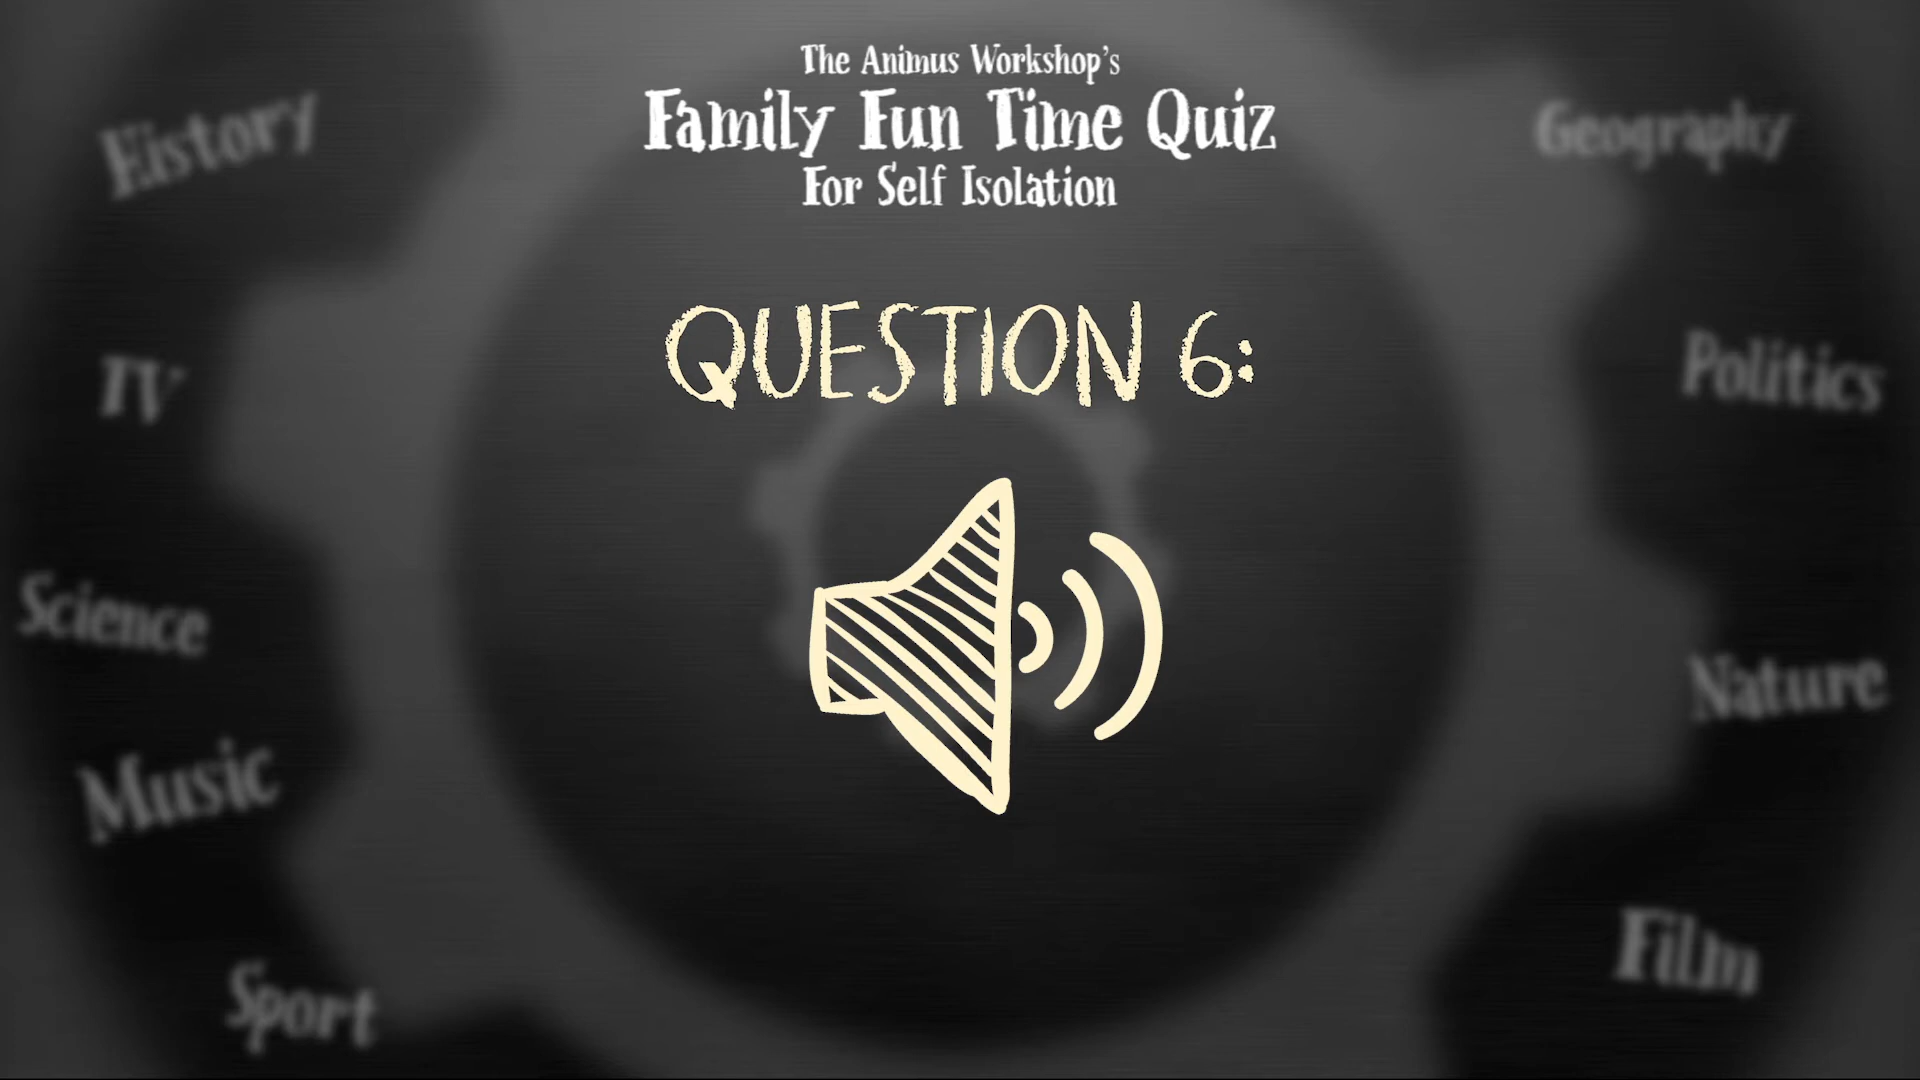 The Animus Workshop's
Family Fun Time Quiz
For Self Isolation
History
Geography
QUESTION 6:
TV
Politics
Science
Nature
Music
Film
Sport